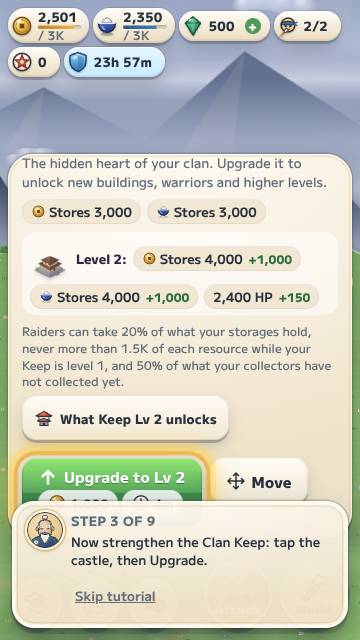 2,501 / 3K
2,350 / 3K
500
2/2
0
23h 57m
The hidden heart of your clan. Upgrade it to
unlock new buildings, warriors and higher levels.
Stores 3,000
Stores 3,000
Level 2:
Stores 4,000 +1,000
Stores 4,000 +1,000
2,400 HP +150
Raiders can take 20% of what your storages hold,
never more than 1.5K of each resource while your
Keep is level 1, and 50% of what your collectors have
not collected yet.
What Keep Lv 2 unlocks
Upgrade to Lv 2
Move
STEP 3 OF 9
Now strengthen the Clan Keep: tap the
castle, then Upgrade.
Skip tutorial